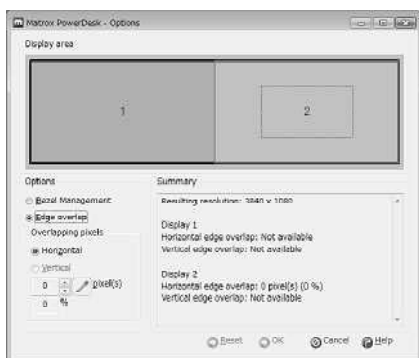 Matrox PowerDesk - Options
Display area
1
2
Options
Bezel Management
Edge overlap
Overlapping pixels
Horizontal
Vertical
0 pixel(s)
0 %
Summary
Resulting resolution: 3840 x 1080
Display 1
Horizontal edge overlap: Not available
Vertical edge overlap: Not available
Display 2
Horizontal edge overlap: 0 pixel(s) (0 %)
Vertical edge overlap: Not available
Reset OK Cancel Help